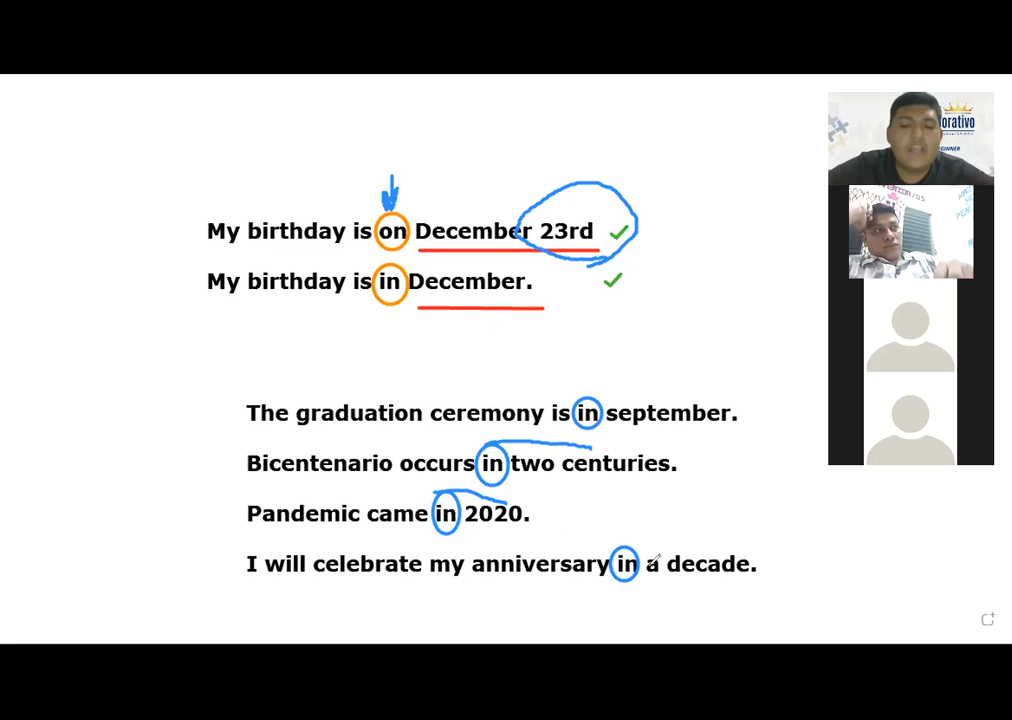 My birthday is on December 23rd
My birthday is in December.
The graduation ceremony is in september.
Bicentenario occurs in two centuries.
Pandemic came in 2020.
I will celebrate my anniversary in a decade.
orativo